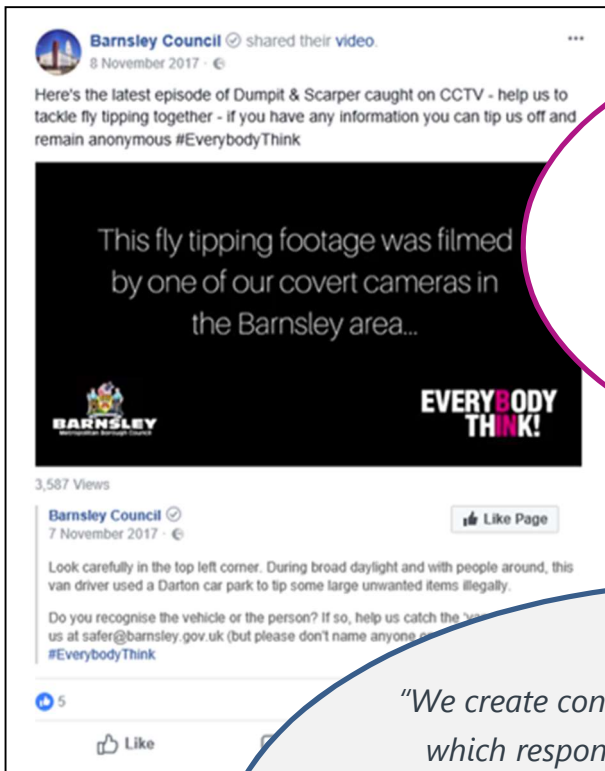 Barnsley Council shared their video.
8 November 2017 ·
Here's the latest episode of Dumpit & Scarper caught on CCTV - help us to
tackle fly tipping together - if you have any information you can tip us off and
remain anonymous #EverybodyThink
This fly tipping footage was filmed
by one of our covert cameras in
the Barnsley area...
BARNSLEY
Metropolitan Borough Council
EVERYBODY
THINK!
3,587 Views
Barnsley Council
7 November 2017 ·
Like Page
Look carefully in the top left corner. During broad daylight and with people around, this
van driver used a Darton car park to tip some large unwanted items illegally.
Do you recognise the vehicle or the person? If so, help us catch the
us at safer@barnsley.gov.uk (but please don't name anyone
#EverybodyThink
5
Like
"We create con
which respon